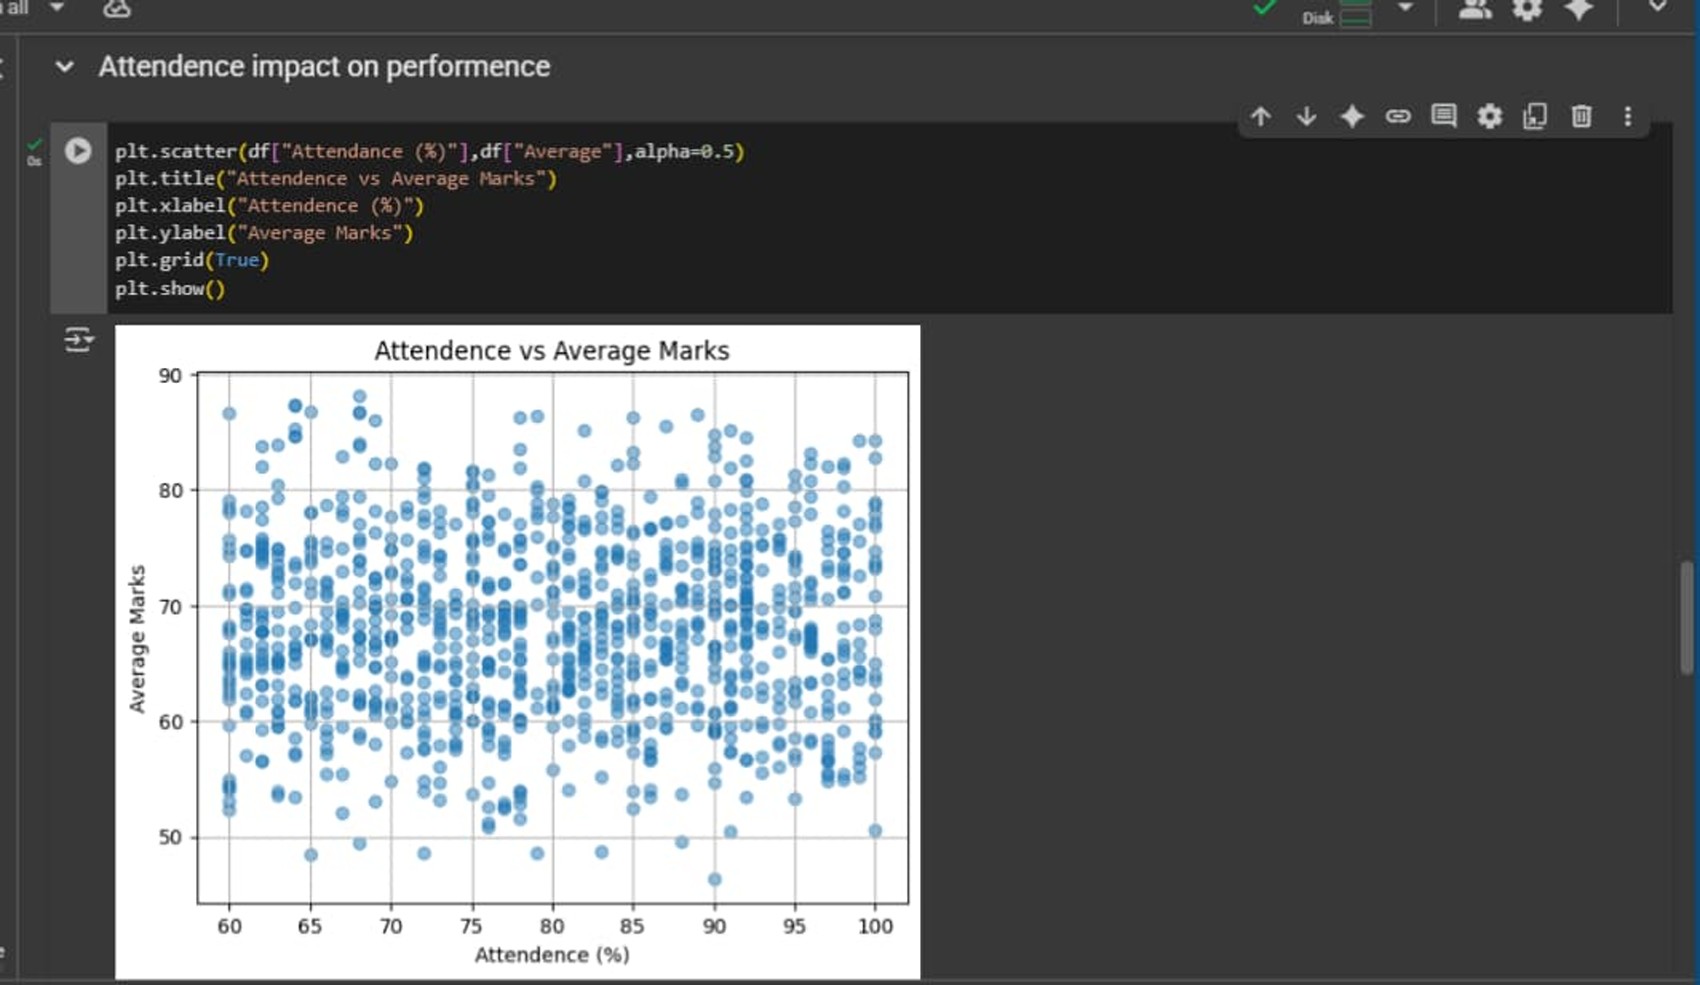 all
Disk
Attendence impact on performence
0s
plt.scatter(df["Attendance (%)"],df["Average"],alpha=0.5)
plt.title("Attendence vs Average Marks")
plt.xlabel("Attendence (%)")
plt.ylabel("Average Marks")
plt.grid(True)
plt.show()
Attendence vs Average Marks
90
80
70
60
50
Average Marks
60 65 70 75 80 85 90 95 100
Attendence (%)